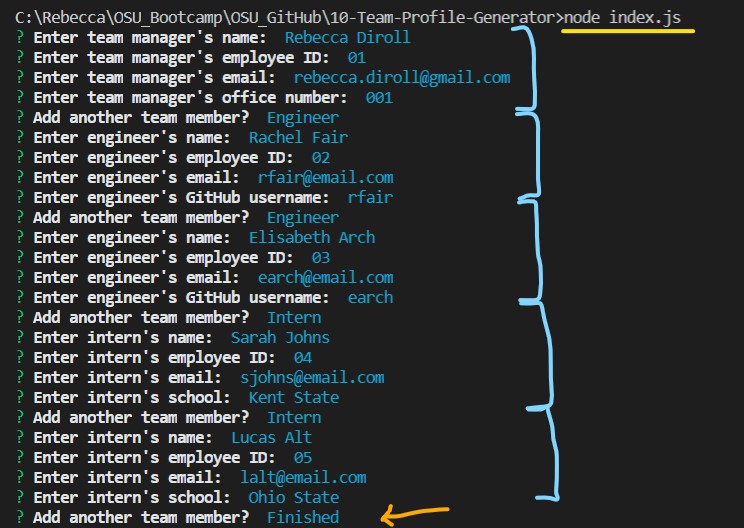 C:\Rebecca\OSU_Bootcamp\OSU_GitHub\10-Team-Profile-Generator>node index.js
? Enter team manager's name:  Rebecca Diroll
? Enter team manager's employee ID:  01
? Enter team manager's email:  rebecca.diroll@gmail.com
? Enter team manager's office number:  001
? Add another team member?  Engineer
? Enter engineer's name:  Rachel Fair
? Enter engineer's employee ID:  02
? Enter engineer's email:  rfair@email.com
? Enter engineer's GitHub username:  rfair
? Add another team member?  Engineer
? Enter engineer's name:  Elisabeth Arch
? Enter engineer's employee ID:  03
? Enter engineer's email:  earch@email.com
? Enter engineer's GitHub username:  earch
? Add another team member?  Intern
? Enter intern's name:  Sarah Johns
? Enter intern's employee ID:  04
? Enter intern's email:  sjohns@email.com
? Enter intern's school:  Kent State
? Add another team member?  Intern
? Enter intern's name:  Lucas Alt
? Enter intern's employee ID:  05
? Enter intern's email:  lalt@email.com
? Enter intern's school:  Ohio State
? Add another team member?  Finished